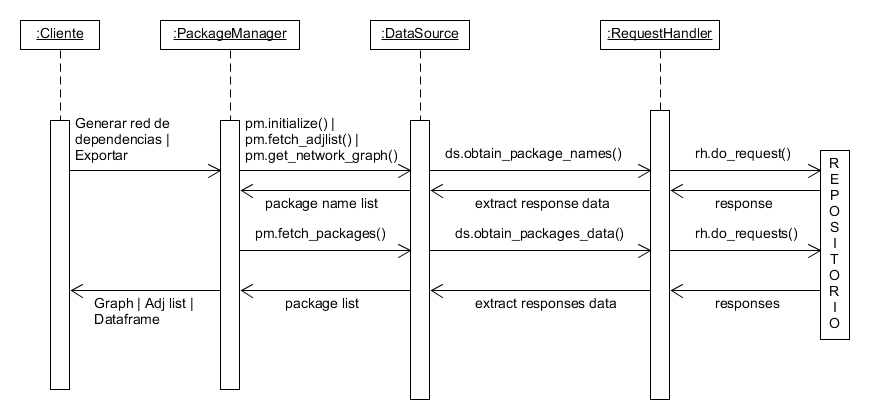 :Cliente
:PackageManager
:DataSource
:RequestHandler
Generar red de
dependencias |
Exportar
pm.initialize() |
pm.fetch_adjlist() |
pm.get_network_graph()
ds.obtain_package_names()
rh.do_request()
package name list
extract response data
response
pm.fetch_packages()
ds.obtain_packages_data()
rh.do_requests()
Graph | Adj list |
Dataframe
package list
extract responses data
responses
R
E
P
O
S
I
T
O
R
I
O